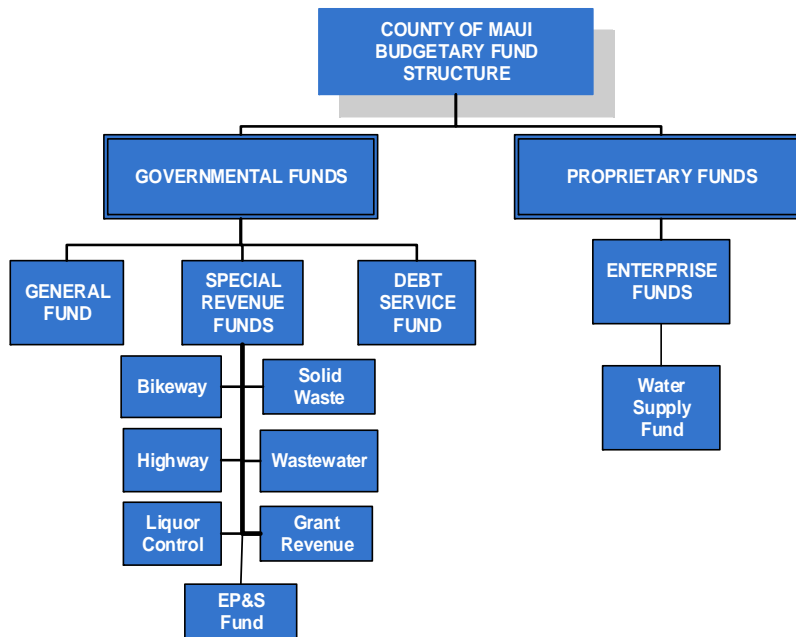 COUNTY OF MAUI
BUDGETARY FUND
STRUCTURE
GOVERNMENTAL FUNDS
PROPRIETARY FUNDS
GENERAL
FUND
SPECIAL
REVENUE
FUNDS
DEBT
SERVICE
FUND
ENTERPRISE
FUNDS
Bikeway
Solid
Waste
Water
Supply
Fund
Highway
Wastewater
Liquor
Control
Grant
Revenue
EP&S
Fund